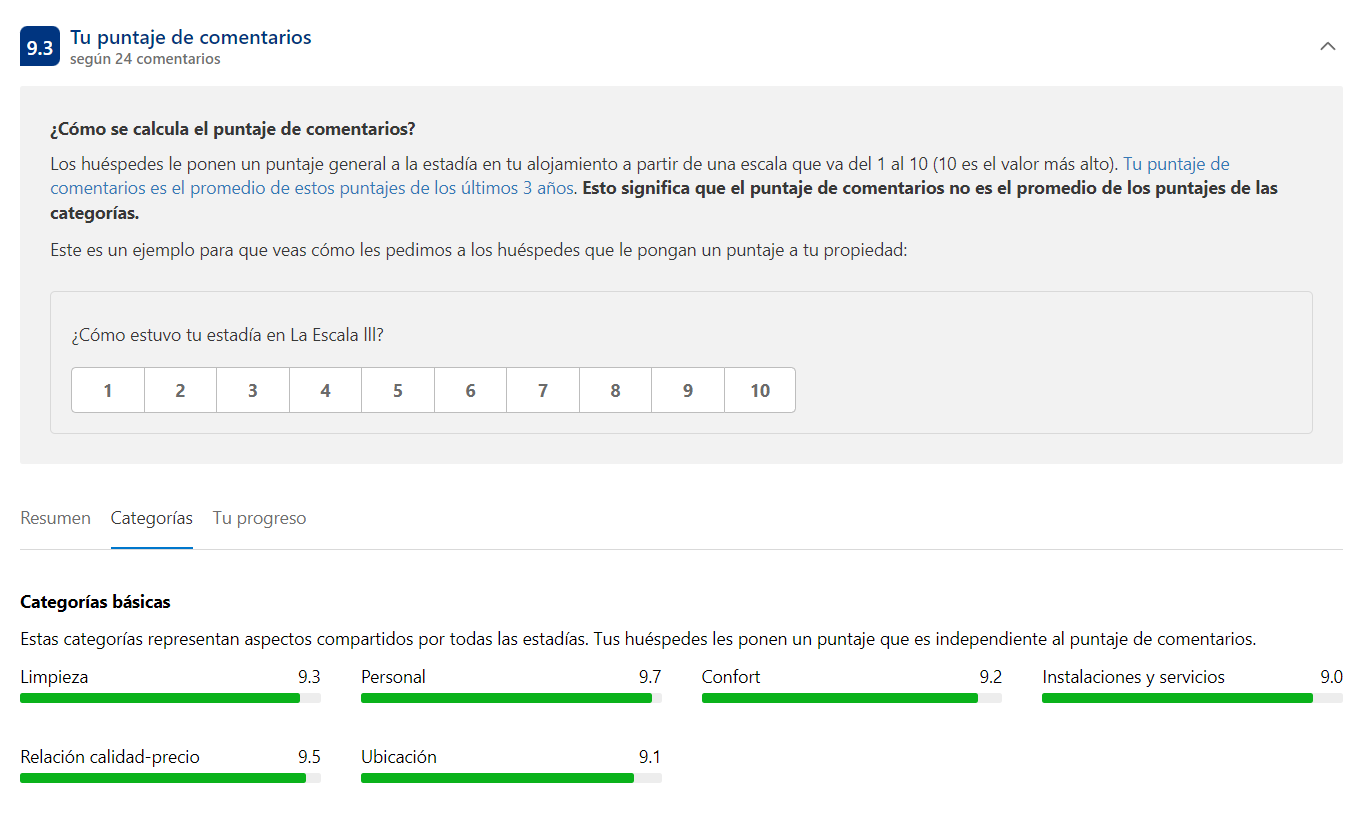 9.3 Tu puntaje de comentarios
según 24 comentarios
¿Cómo se calcula el puntaje de comentarios?
Los huéspedes le ponen un puntaje general a la estadía en tu alojamiento a partir de una escala que va del 1 al 10 (10 es el valor más alto). Tu puntaje de
comentarios es el promedio de estos puntajes de los últimos 3 años. Esto significa que el puntaje de comentarios no es el promedio de los puntajes de las
categorías.
Este es un ejemplo para que veas cómo les pedimos a los huéspedes que le pongan un puntaje a tu propiedad:
¿Cómo estuvo tu estadía en La Escala lll?
1 2 3 4 5 6 7 8 9 10
Resumen Categorías Tu progreso
Categorías básicas
Estas categorías representan aspectos compartidos por todas las estadías. Tus huéspedes les ponen un puntaje que es independiente al puntaje de comentarios.
Limpieza 9.3 Personal 9.7 Confort 9.2 Instalaciones y servicios 9.0
Relación calidad-precio 9.5 Ubicación 9.1